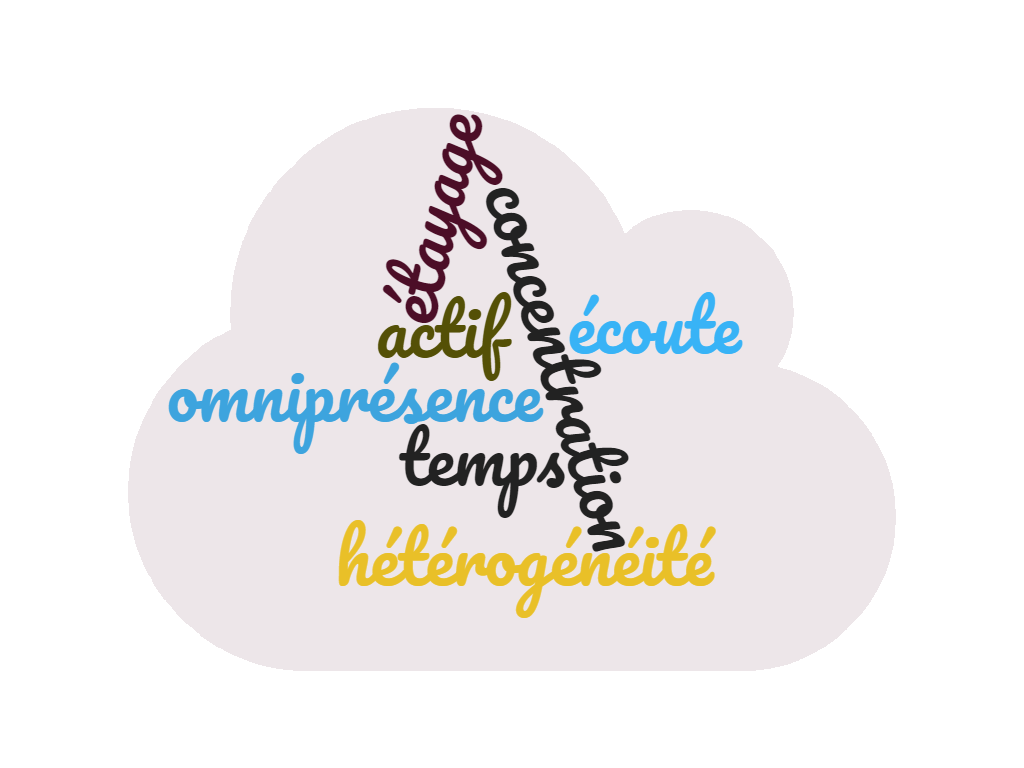 étayage
concentration
actif
écoute
omniprésence
temps
hétérogénéité